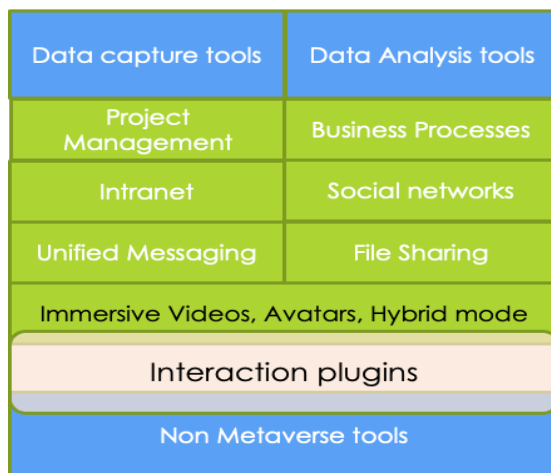 Data capture tools
Data Analysis tools
Project
Management
Business Processes
Intranet
Social networks
Unified Messaging
File Sharing
Immersive Videos, Avatars, Hybrid mode
Interaction plugins
Non Metaverse tools